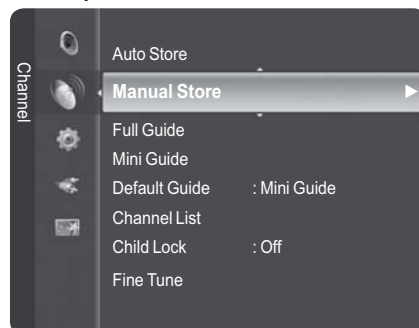 Channel
Auto Store
Manual Store
Full Guide
Mini Guide
Default Guide : Mini Guide
Channel List
Child Lock : Off
Fine Tune